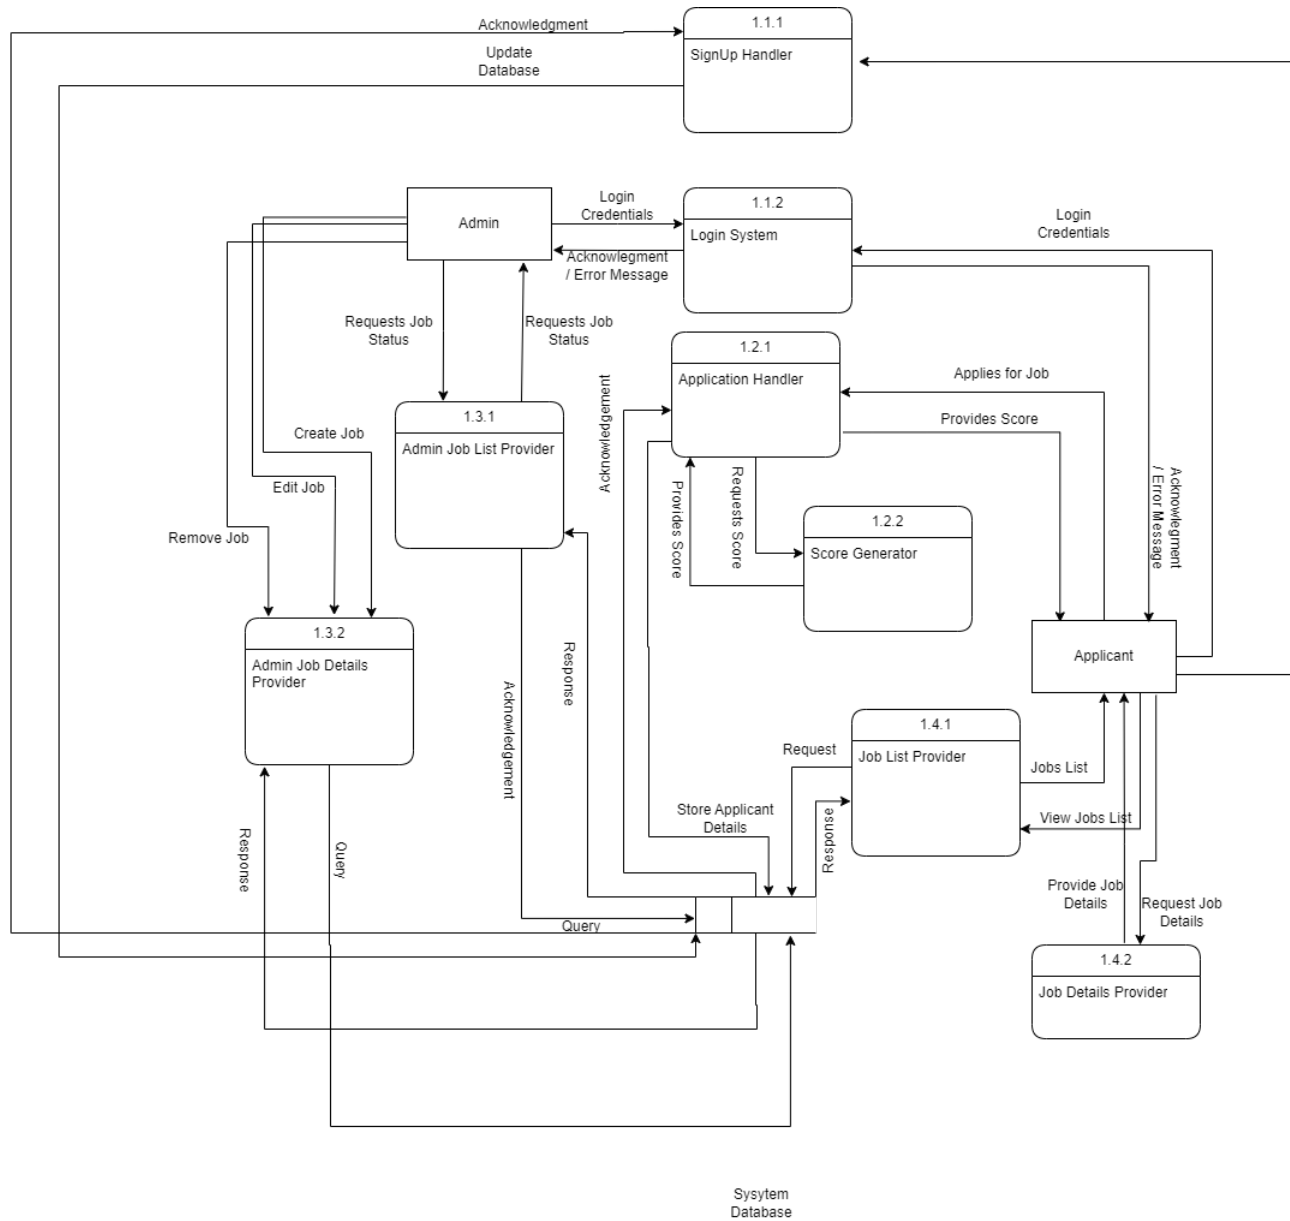 Acknowledgment
1.1.1
SignUp Handler
Update
Database
Admin
Login
Credentials
1.1.2
Login System
Login
Credentials
Acknowlegment
/ Error Message
Requests Job
Status
Requests Job
Status
1.2.1
Application Handler
Applies for Job
Provides Score
1.3.1
Admin Job List Provider
Create Job
Edit Job
Remove Job
Acknowledgement
Provides Score
Requests Score
1.2.2
Score Generator
Acknowlegment
/ Error Message
1.3.2
Admin Job Details
Provider
Applicant
Acknowledgement
Response
1.4.1
Job List Provider
Request
Jobs List
View Jobs List
Store Applicant
Details
Response
Response
Query
Query
Provide Job
Details
Request Job
Details
1.4.2
Job Details Provider
Sysytem
Database